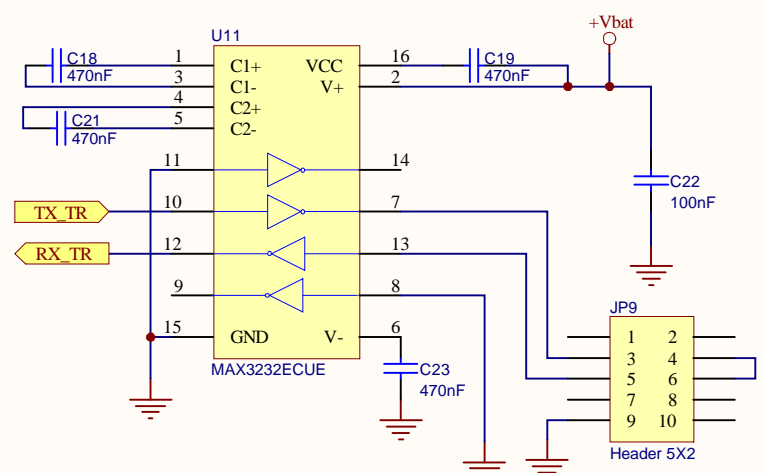 +Vbat
U11
C18
470nF
1
3
4
5
C1+
C1-
C2+
C2-
VCC
V+
16
2
C19
470nF
C21
470nF
11
14
C22
100nF
TX_TR
10
7
RX_TR
12
13
9
8
15
GND
V-
6
MAX3232ECUE
C23
470nF
JP9
1 2
3 4
5 6
7 8
9 10
Header 5X2